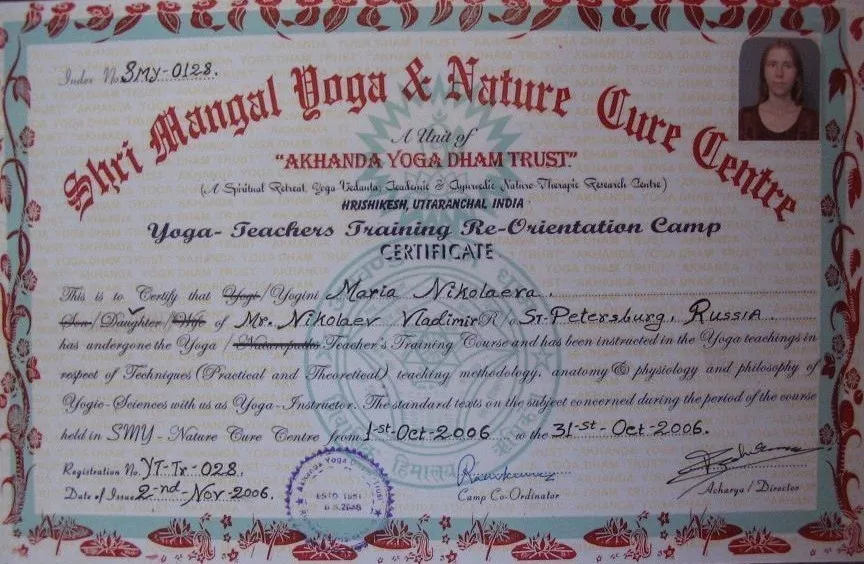 Index No. SMY-0128.
Shri Mangal Yoga & Nature Cure Centre
A Unit of
"AKHANDA YOGA DHAM TRUST"
(A Spiritual Retreat, Yoga Vedanta, Academic & Ayurvedic Nature-Therapic Research Centre)
HRISHIKESH, UTTARANCHAL, INDIA
Yoga- Teachers Training Re-Orientation Camp
CERTIFICATE
This is to Certify that Yogi/Yogini Maria Nikolaeva.
Son/Daughter/Wife of Mr. Nikolaev Vladimir R/o St-Petersburg, RUSSIA.
has undergone the Yoga / Naturopaths Teacher's Training Course and has been instructed in the Yoga teachings in
respect of Techniques (Practical and Theoretical) teaching methodology, anatomy & physiology and philosophy of
Yogic-Sciences with us as Yoga-Instructor. The standard texts on the subject concerned during the period of the course
held in SMY- Nature Cure Centre from 1-st-Oct-2006 to the 31-st-Oct-2006.
Registration No. YT-Tr-028.
Date of Issue 2-nd-Nov-2006.
Camp Co-Ordinator
Acharya / Director